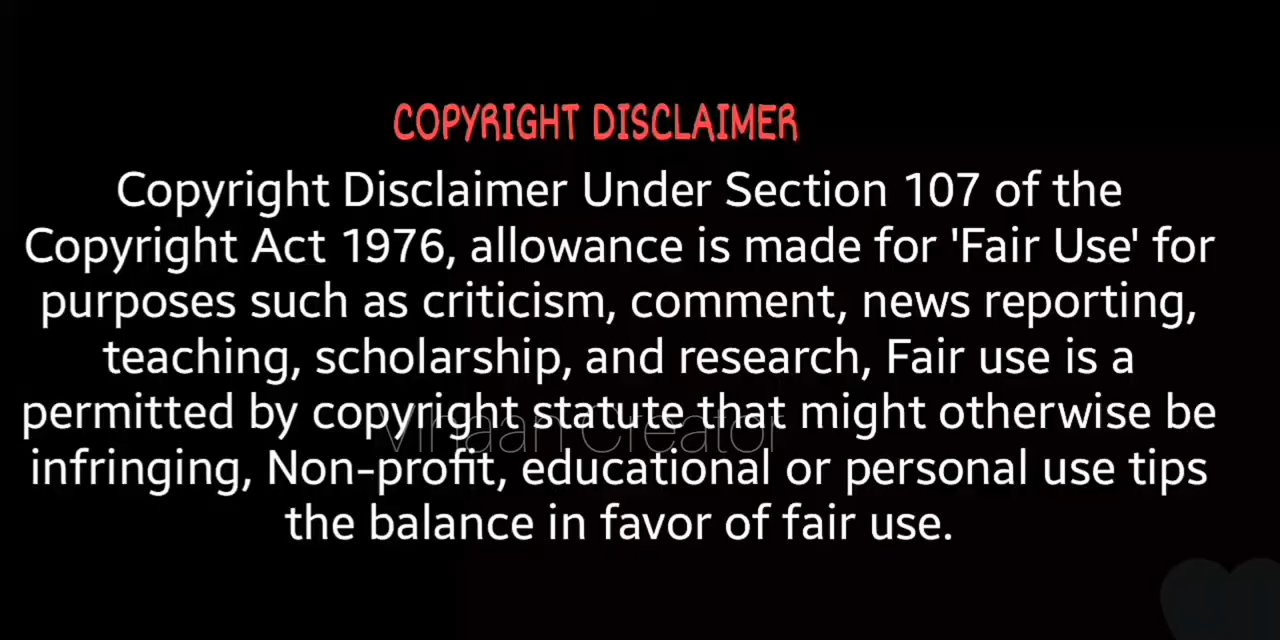 COPYRIGHT DISCLAIMER
Copyright Disclaimer Under Section 107 of the
Copyright Act 1976, allowance is made for 'Fair Use' for
purposes such as criticism, comment, news reporting,
teaching, scholarship, and research, Fair use is a
permitted by copyright statute that might otherwise be
Vihaan Creator
infringing, Non-profit, educational or personal use tips
the balance in favor of fair use.